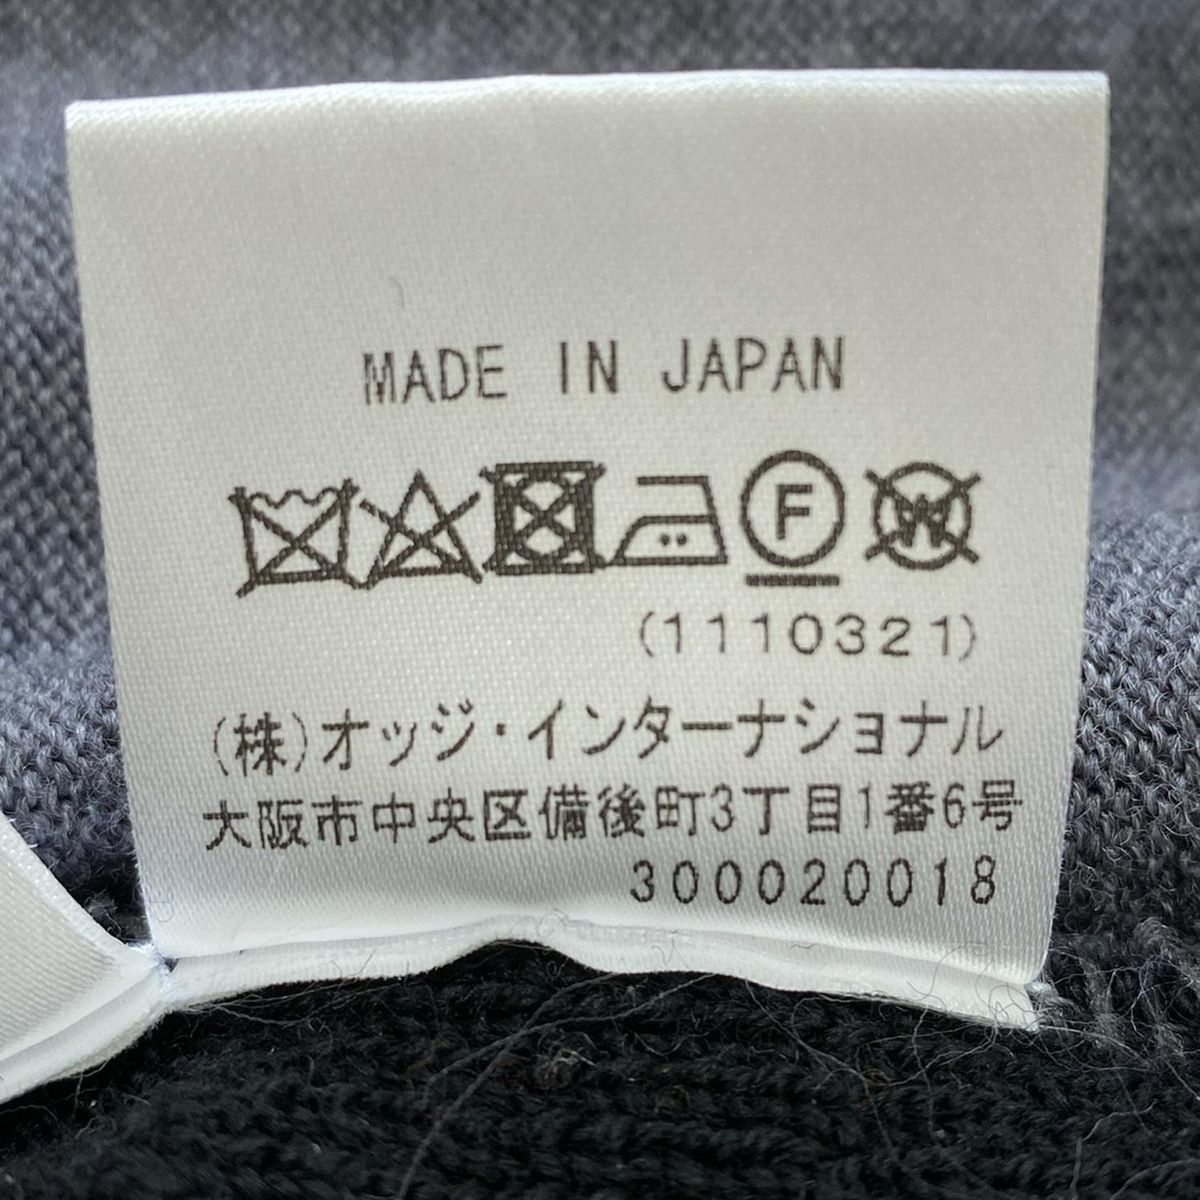 MADE IN JAPAN
F W
(1110321)
(株)オッジ・インターナショナル
大阪市中央区備後町3丁目1番6号
300020018